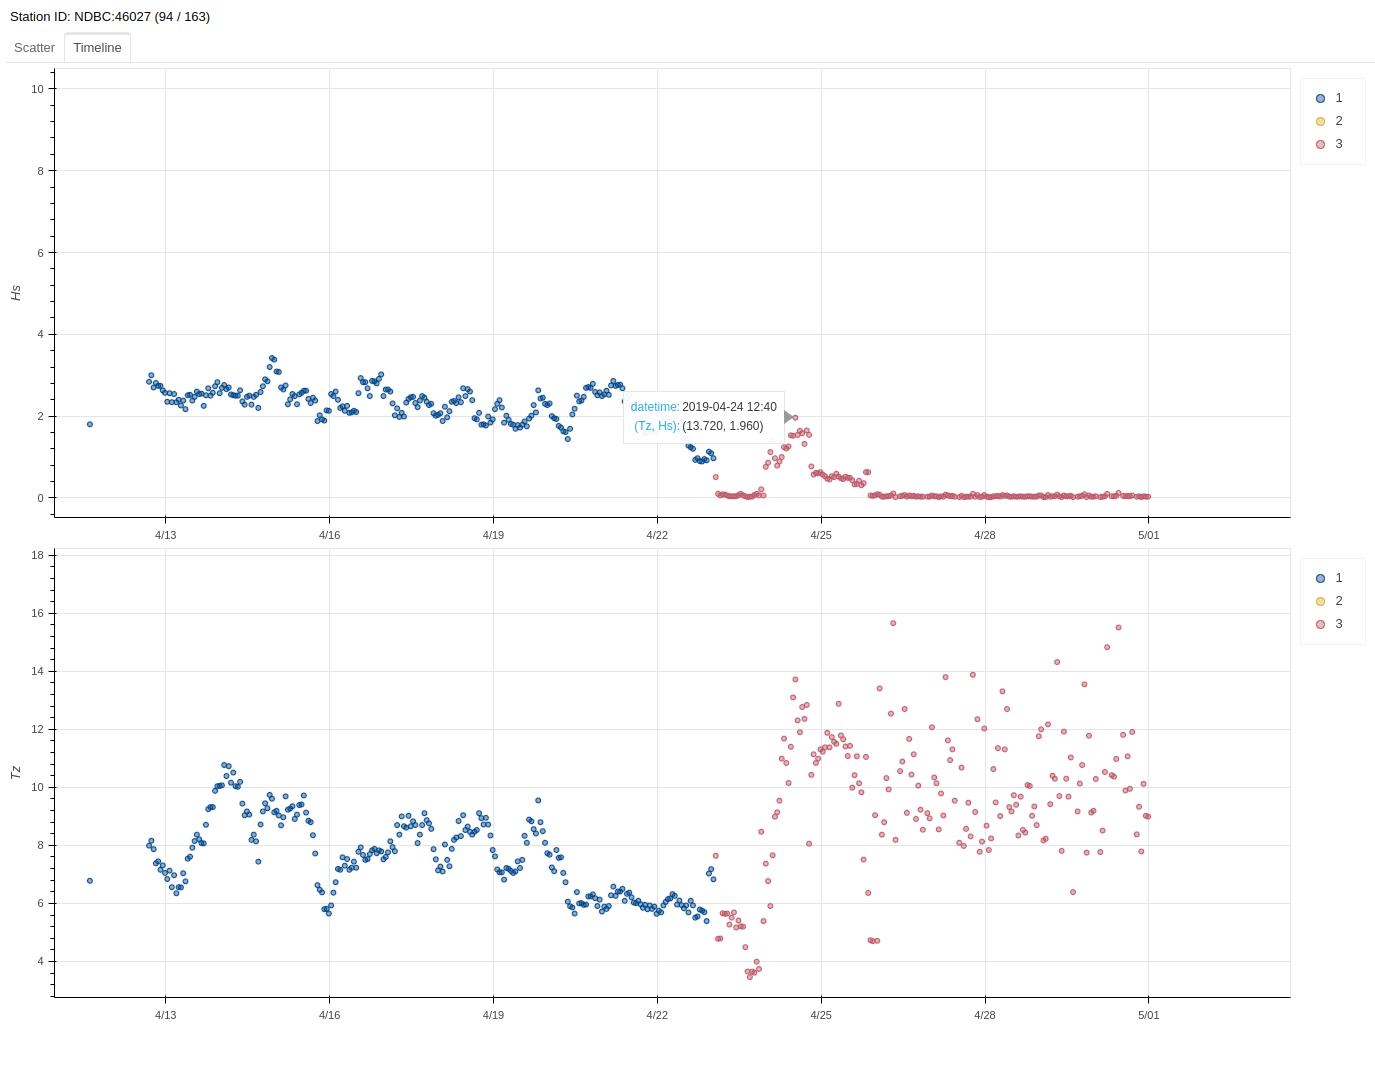 Station ID: NDBC:46027 (94 / 163)
Scatter Timeline
10
8
6
4
2
0
Hs
4/13 4/16 4/19 4/22 4/25 4/28 5/01
datetime: 2019-04-24 12:40
(Tz, Hs): (13.720, 1.960)
1
2
3
18
16
14
12
10
8
6
4
Tz
4/13 4/16 4/19 4/22 4/25 4/28 5/01
1
2
3